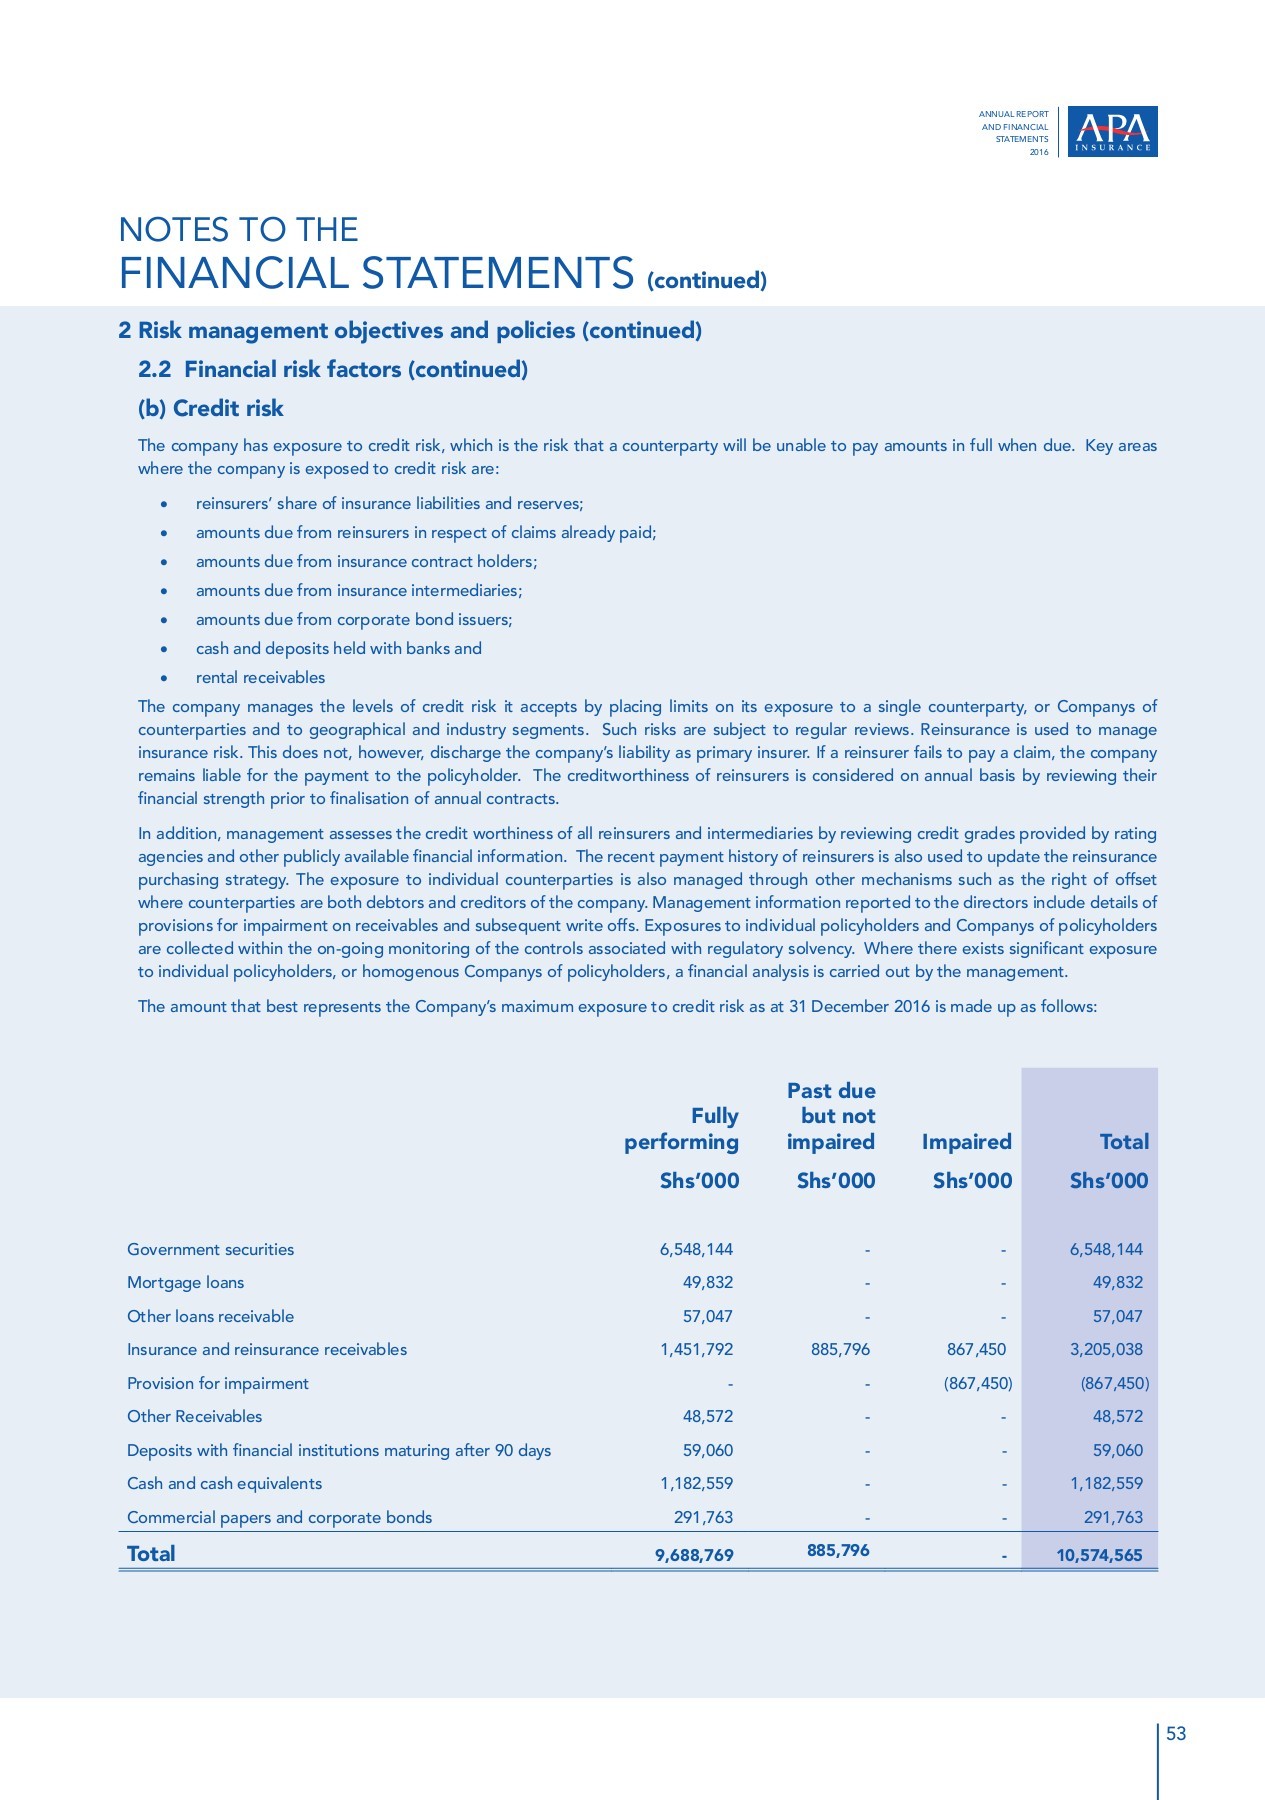 ANNUAL REPORT
AND FINANCIAL
STATEMENTS
2016
APA
INSURANCE
NOTES TO THE
FINANCIAL STATEMENTS (continued)
2 Risk management objectives and policies (continued)
2.2 Financial risk factors (continued)
(b) Credit risk
The company has exposure to credit risk, which is the risk that a counterparty will be unable to pay amounts in full when due. Key areas
where the company is exposed to credit risk are:
• reinsurers’ share of insurance liabilities and reserves;
• amounts due from reinsurers in respect of claims already paid;
• amounts due from insurance contract holders;
• amounts due from insurance intermediaries;
• amounts due from corporate bond issuers;
• cash and deposits held with banks and
• rental receivables
The company manages the levels of credit risk it accepts by placing limits on its exposure to a single counterparty, or Companys of
counterparties and to geographical and industry segments. Such risks are subject to regular reviews. Reinsurance is used to manage
insurance risk. This does not, however, discharge the company’s liability as primary insurer. If a reinsurer fails to pay a claim, the company
remains liable for the payment to the policyholder. The creditworthiness of reinsurers is considered on annual basis by reviewing their
financial strength prior to finalisation of annual contracts.
In addition, management assesses the credit worthiness of all reinsurers and intermediaries by reviewing credit grades provided by rating
agencies and other publicly available financial information. The recent payment history of reinsurers is also used to update the reinsurance
purchasing strategy. The exposure to individual counterparties is also managed through other mechanisms such as the right of offset
where counterparties are both debtors and creditors of the company. Management information reported to the directors include details of
provisions for impairment on receivables and subsequent write offs. Exposures to individual policyholders and Companys of policyholders
are collected within the on-going monitoring of the controls associated with regulatory solvency. Where there exists significant exposure
to individual policyholders, or homogenous Companys of policyholders, a financial analysis is carried out by the management.
The amount that best represents the Company’s maximum exposure to credit risk as at 31 December 2016 is made up as follows:
Past due
Fully but not
performing impaired Impaired Total
Shs’000 Shs’000 Shs’000 Shs’000
Government securities 6,548,144 - - 6,548,144
Mortgage loans 49,832 - - 49,832
Other loans receivable 57,047 - - 57,047
Insurance and reinsurance receivables 1,451,792 885,796 867,450 3,205,038
Provision for impairment - - (867,450) (867,450)
Other Receivables 48,572 - - 48,572
Deposits with financial institutions maturing after 90 days 59,060 - - 59,060
Cash and cash equivalents 1,182,559 - - 1,182,559
Commercial papers and corporate bonds 291,763 - - 291,763
Total 9,688,769 885,796 - 10,574,565
53